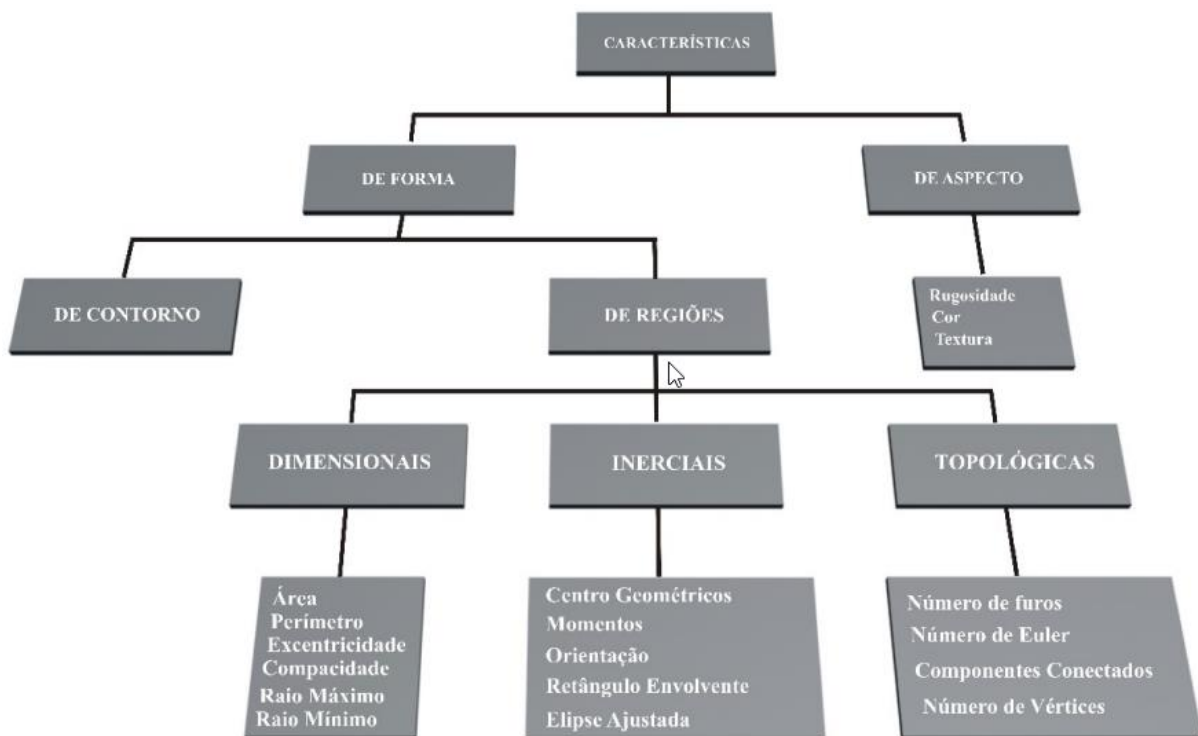 CARACTERÍSTICAS
DE FORMA
DE ASPECTO
DE CONTORNO
DE REGIÕES
Rugosidade
Cor
Textura
DIMENSIONAIS
INERCIAIS
TOPOLÓGICAS
Área
Perímetro
Excentricidade
Compacidade
Raio Máximo
Raio Mínimo
Centro Geométricos
Momentos
Orientação
Retângulo Envolvente
Elipse Ajustada
Número de furos
Número de Euler
Componentes Conectados
Número de Vértices